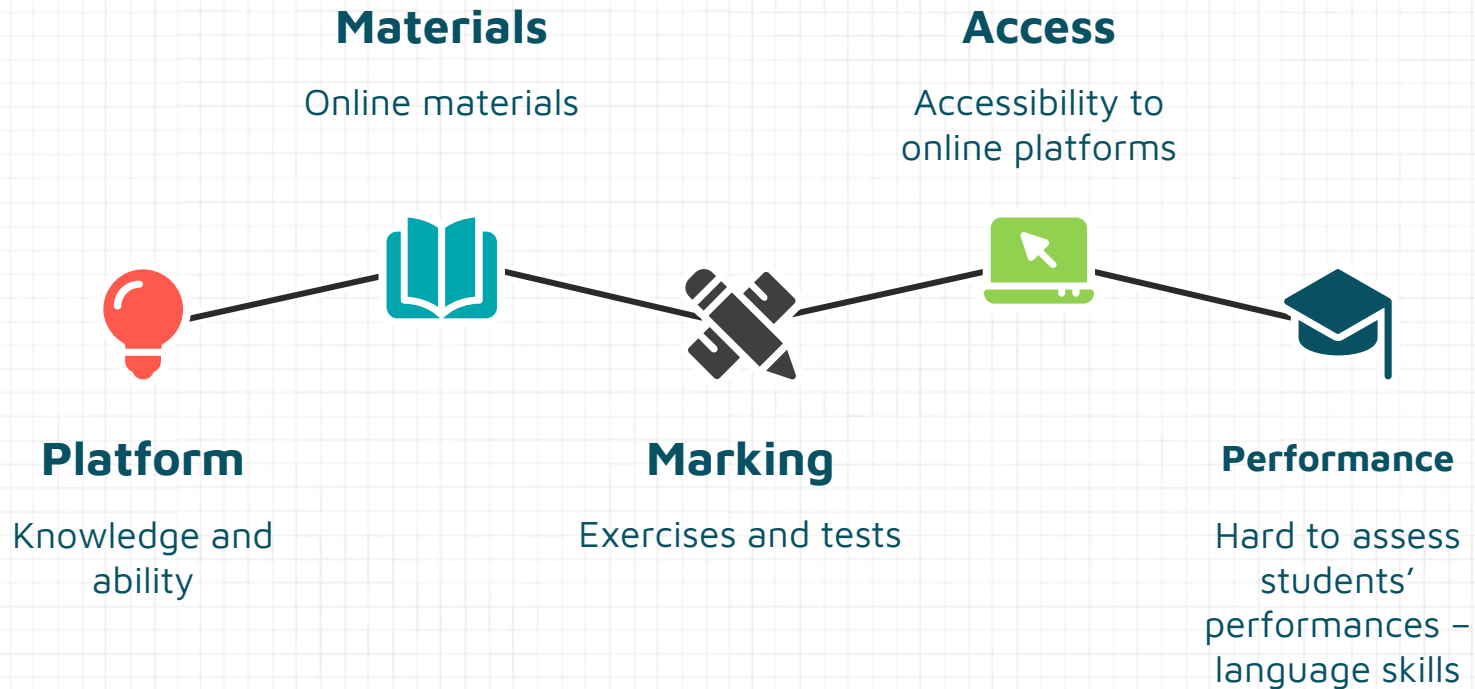 Materials
Online materials
Access
Accessibility to
online platforms
Platform
Knowledge and
ability
Marking
Exercises and tests
Performance
Hard to assess
students’
performances –
language skills